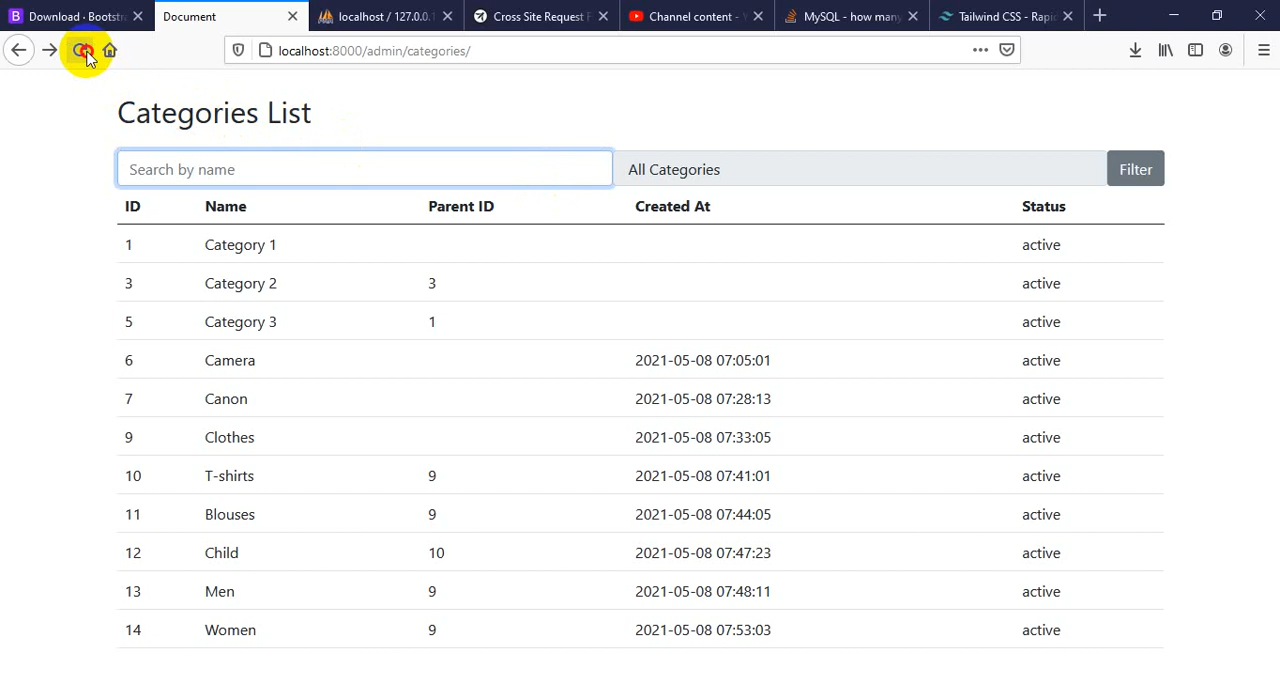 Download · Bootstr
Document
localhost / 127.0.0.
Cross Site Request F
Channel content - Y
MySQL - how many
Tailwind CSS - Rapid
localhost:8000/admin/categories/
Categories List
Search by name
All Categories
Filter
ID Name Parent ID Created At Status
1 Category 1 active
3 Category 2 3 active
5 Category 3 1 active
6 Camera 2021-05-08 07:05:01 active
7 Canon 2021-05-08 07:28:13 active
9 Clothes 2021-05-08 07:33:05 active
10 T-shirts 9 2021-05-08 07:41:01 active
11 Blouses 9 2021-05-08 07:44:05 active
12 Child 10 2021-05-08 07:47:23 active
13 Men 9 2021-05-08 07:48:11 active
14 Women 9 2021-05-08 07:53:03 active